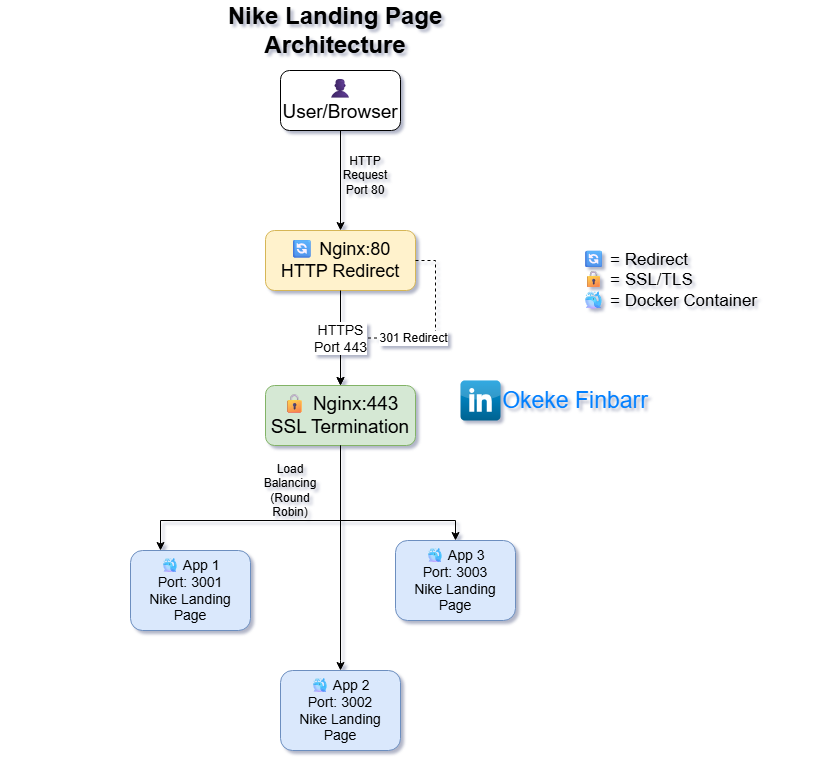 Nike Landing Page
Architecture
User/Browser
HTTP
Request
Port 80
Nginx:80
HTTP Redirect
= Redirect
= SSL/TLS
= Docker Container
HTTPS
Port 443
301 Redirect
Nginx:443
SSL Termination
in
Okeke Finbarr
Load
Balancing
(Round
Robin)
App 1
Port: 3001
Nike Landing
Page
App 3
Port: 3003
Nike Landing
Page
App 2
Port: 3002
Nike Landing
Page